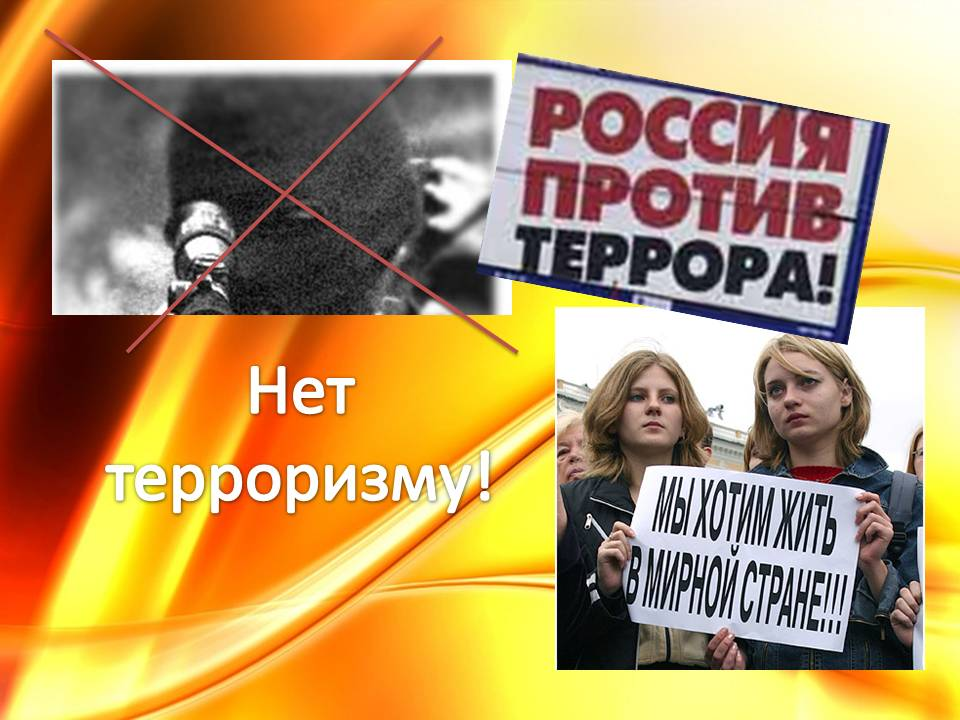 РОССИЯ
ПРОТИВ
ТЕРРОРА!
Нет
терроризму!
МЫ ХОТИМ ЖИТЬ
В МИРНОЙ СТРАНЕ!!!